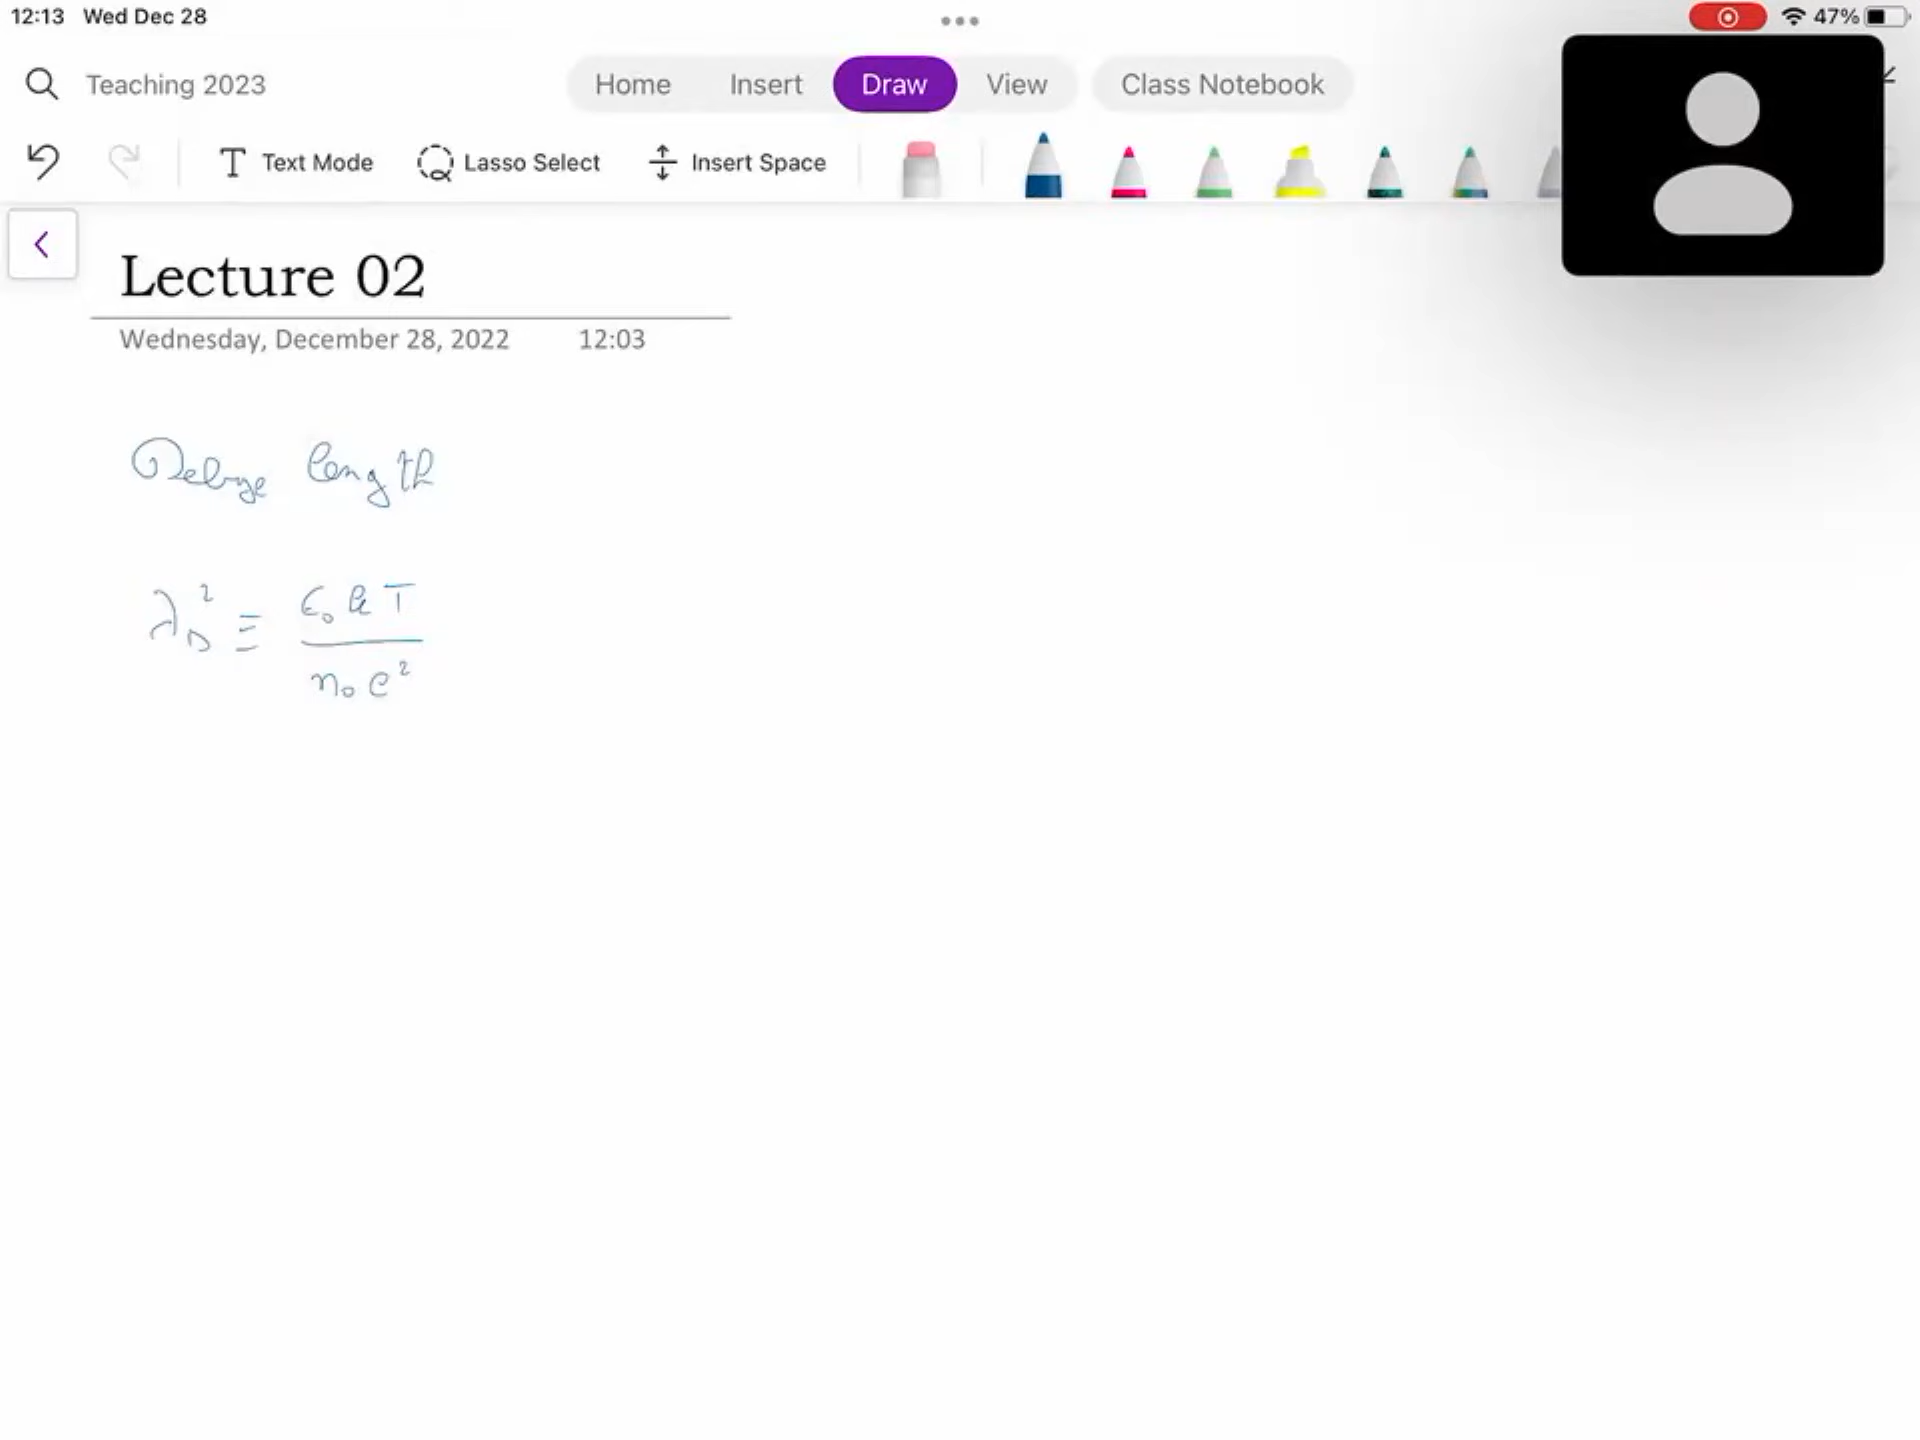 12:13 Wed Dec 28
47%
Teaching 2023
Home Insert Draw View Class Notebook
Text Mode Lasso Select Insert Space
Lecture 02
Wednesday, December 28, 2022 12:03
Debye length
λ_D² ≡ ϵ₀kT / n₀e²